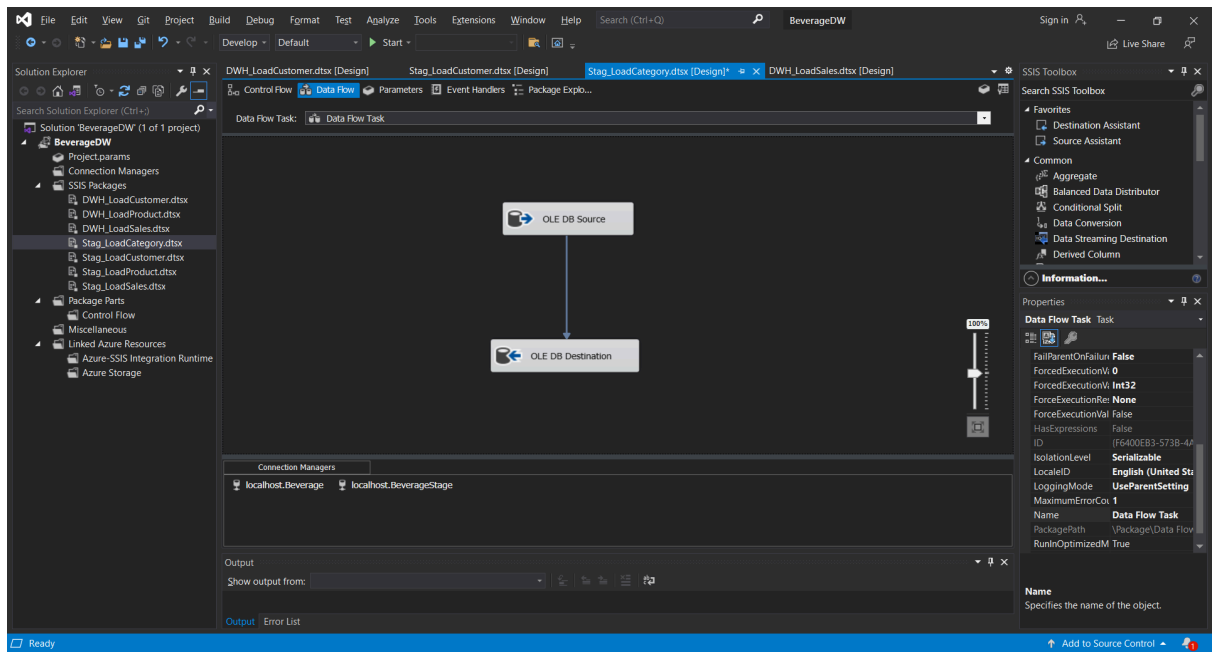 File Edit View Git Project Build Debug Format Test Analyze Tools Extensions Window Help Search (Ctrl+Q) BeverageDW Sign in
Develop Default Start Live Share
Solution Explorer
Search Solution Explorer (Ctrl+;)
Solution 'BeverageDW' (1 of 1 project)
BeverageDW
Project.params
Connection Managers
SSIS Packages
DWH_LoadCustomer.dtsx
DWH_LoadProduct.dtsx
DWH_LoadSales.dtsx
Stag_LoadCategory.dtsx
Stag_LoadCustomer.dtsx
Stag_LoadProduct.dtsx
Stag_LoadSales.dtsx
Package Parts
Control Flow
Miscellaneous
Linked Azure Resources
Azure-SSIS Integration Runtime
Azure Storage
DWH_LoadCustomer.dtsx [Design] Stag_LoadCustomer.dtsx [Design] Stag_LoadCategory.dtsx [Design]* DWH_LoadSales.dtsx [Design]
Control Flow Data Flow Parameters Event Handlers Package Explo...
Data Flow Task: Data Flow Task
OLE DB Source
OLE DB Destination
100%
Connection Managers
localhost.Beverage localhost.BeverageStage
Output
Show output from:
Output Error List
SSIS Toolbox
Search SSIS Toolbox
Favorites
Destination Assistant
Source Assistant
Common
Aggregate
Balanced Data Distributor
Conditional Split
Data Conversion
Data Streaming Destination
Derived Column
Information...
Properties
Data Flow Task Task
FailParentOnFailur False
ForcedExecutionV 0
ForcedExecutionV Int32
ForceExecutionRe None
ForceExecutionVal False
HasExpressions False
ID {F6400EB3-573B-4A
IsolationLevel Serializable
LocaleID English (United Sta
LoggingMode UseParentSetting
MaximumErrorCou 1
Name Data Flow Task
PackagePath \Package\Data Flow
RunInOptimizedM True
Name
Specifies the name of the object.
Ready Add to Source Control 1